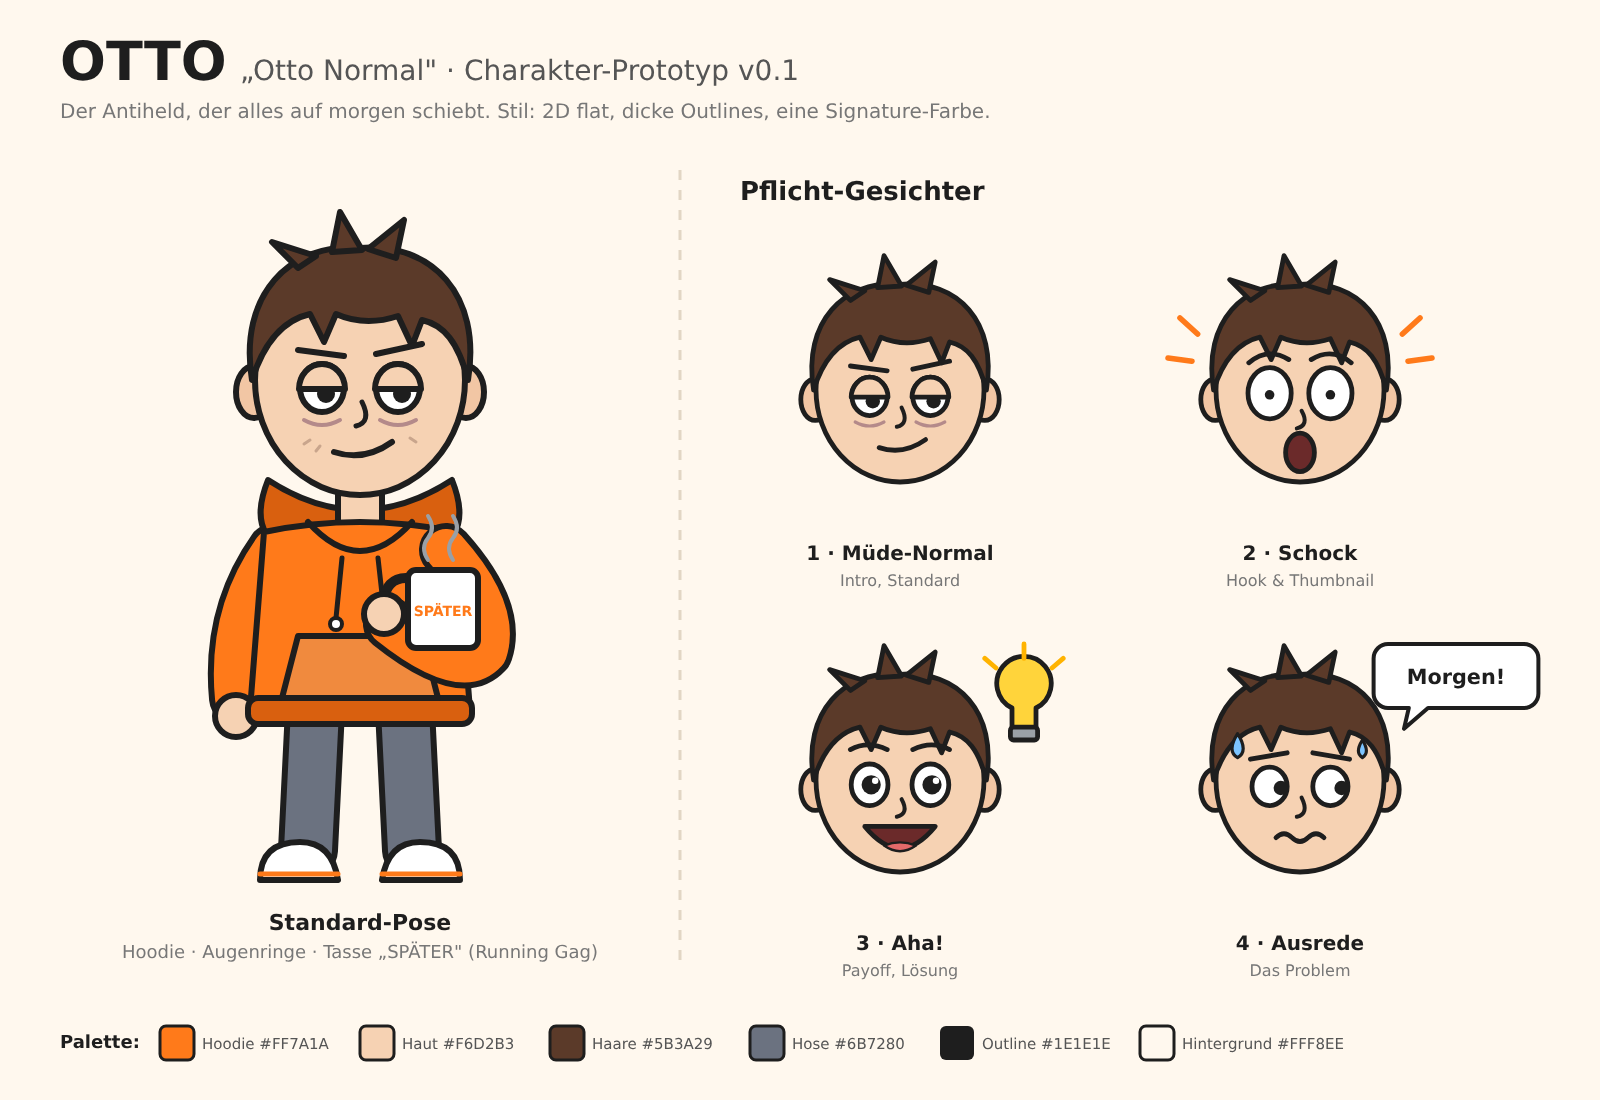 OTTO „Otto Normal" · Charakter-Prototyp v0.1
Der Antiheld, der alles auf morgen schiebt. Stil: 2D flat, dicke Outlines, eine Signature-Farbe.
Pflicht-Gesichter
SPÄTER
Standard-Pose
Hoodie · Augenringe · Tasse „SPÄTER" (Running Gag)
1 · Müde-Normal
Intro, Standard
2 · Schock
Hook & Thumbnail
3 · Aha!
Payoff, Lösung
Morgen!
4 · Ausrede
Das Problem
Palette: Hoodie #FF7A1A Haut #F6D2B3 Haare #5B3A29 Hose #6B7280 Outline #1E1E1E Hintergrund #FFF8EE